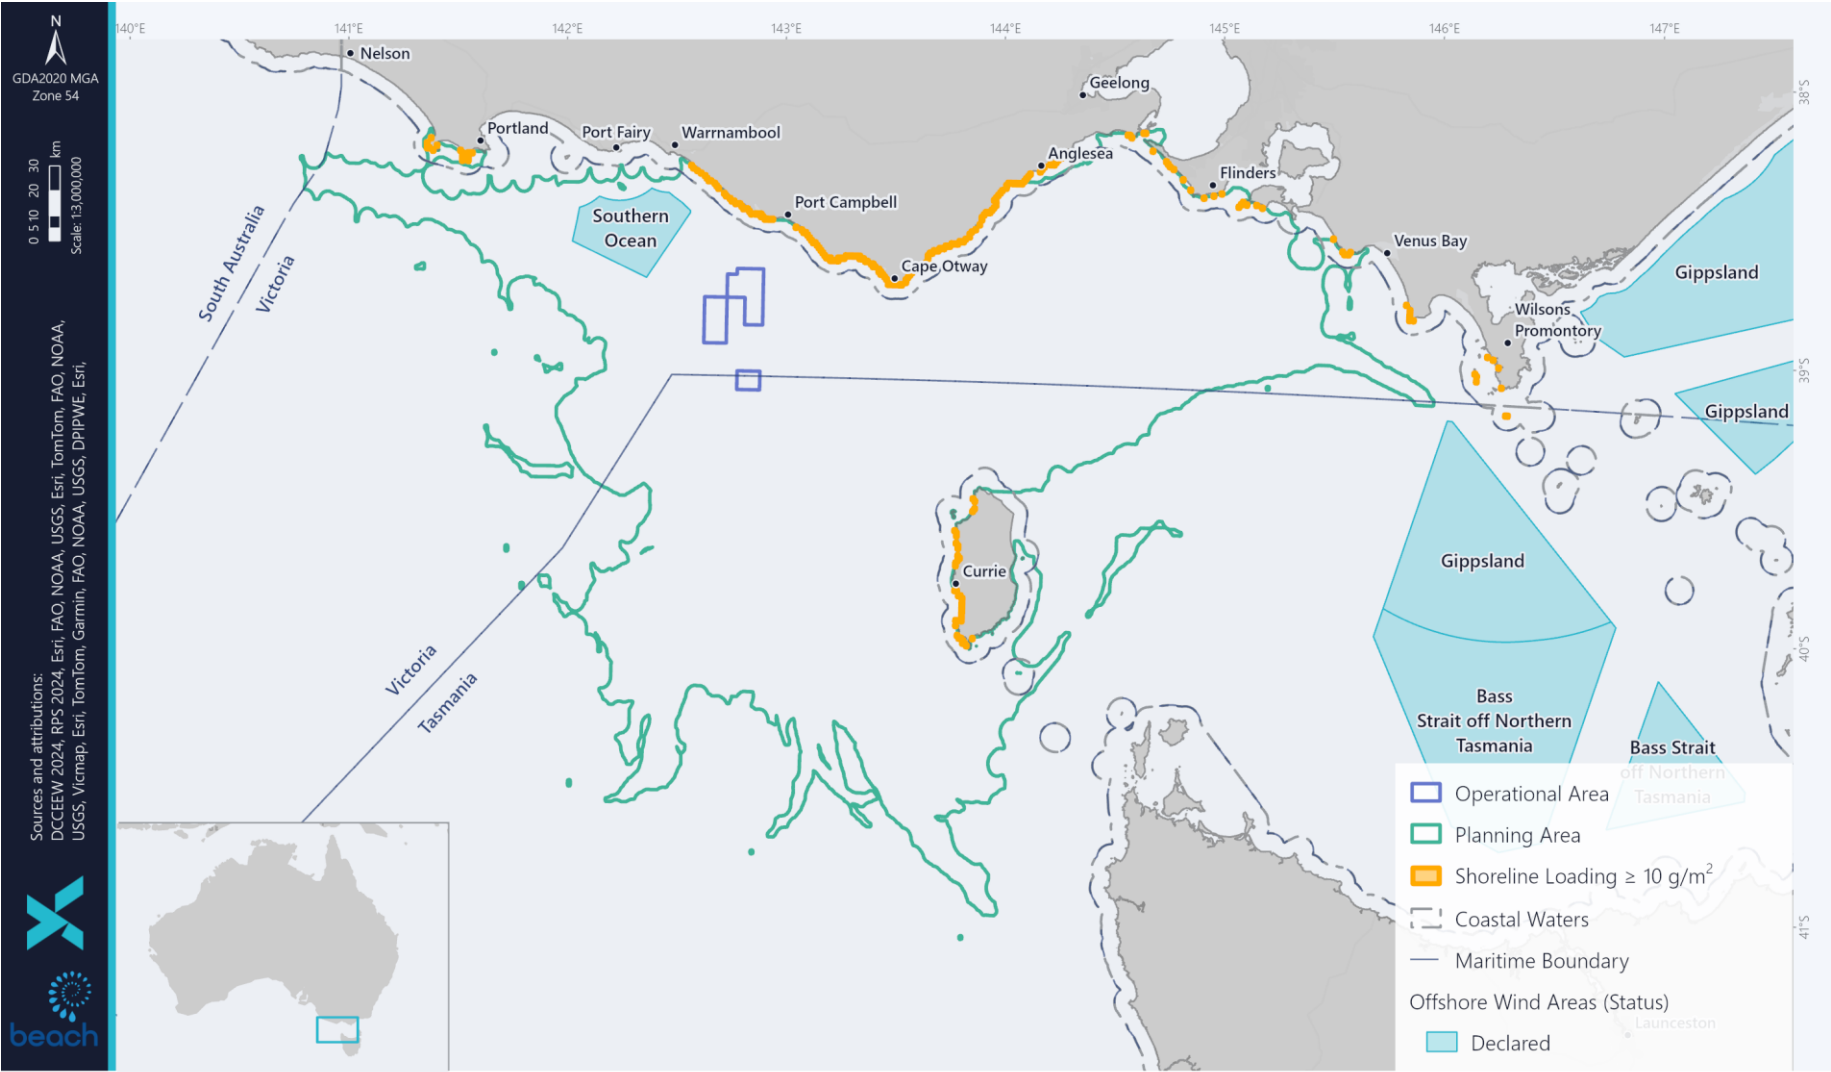 N
GDA2020 MGA
Zone 54
0 5 10 20 30 km
Scale: 1:3,000,000
Sources and attributions:
DCCEEW 2024, RPS 2024, Esri, FAO, NOAA, USGS, Esri, TomTom, FAO, NOAA,
USGS, Vicmap, Esri, TomTom, Garmin, FAO, NOAA, USGS, DPIPWE, Esri,
beach
140°E
141°E
142°E
143°E
144°E
145°E
146°E
147°E
38°S
39°S
40°S
41°S
Nelson
Portland
Port Fairy
Warrnambool
Geelong
Anglesea
Flinders
Port Campbell
Cape Otway
Venus Bay
Wilsons
Promontory
Currie
South Australia
Victoria
Victoria
Tasmania
Southern
Ocean
Gippsland
Gippsland
Gippsland
Bass
Strait off Northern
Tasmania
Bass Strait
off Northern
Tasmania
Operational Area
Planning Area
Shoreline Loading ≥ 10 g/m²
Coastal Waters
Maritime Boundary
Offshore Wind Areas (Status)
Launceston
Declared